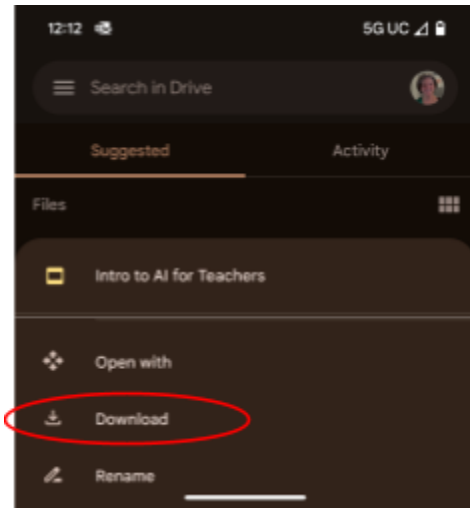 12:12 5G UC
Search in Drive
Suggested Activity
Files
Intro to AI for Teachers
Open with
Download
Rename